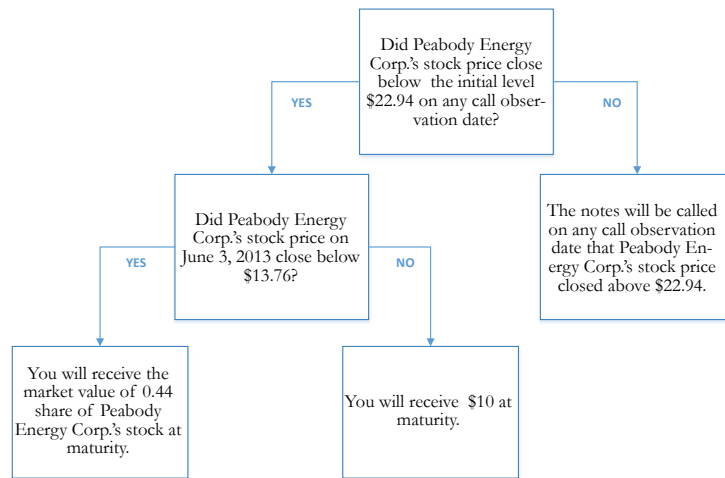 Did Peabody Energy
Corp.'s stock price close
below the initial level
$22.94 on any call obser-
vation date?
YES
NO
Did Peabody Energy
Corp.'s stock price on
June 3, 2013 close below
$13.76?
The notes will be called
on any call observation
date that Peabody En-
ergy Corp.'s stock price
closed above $22.94.
YES
NO
You will receive the
market value of 0.44
share of Peabody
Energy Corp.'s stock at
maturity.
You will receive $10 at
maturity.